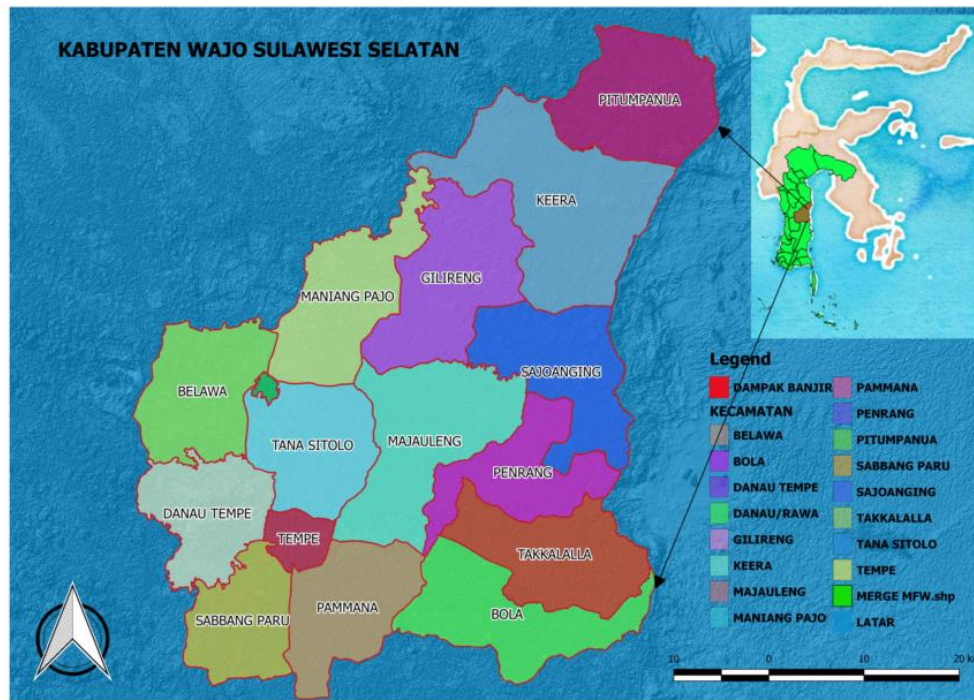 KABUPATEN WAJO SULAWESI SELATAN
PITUMPANUA
KEERA
GILIRENG
MANIANG PAJO
SAJOANGING
BELAWA
TANA SITOLO
MAJAULENG
PENRANG
DANAU TEMPE
TEMPE
TAKKALALLA
SABBANG PARU
PAMMANA
BOLA
Legend
DAMPAK BANJIR
KECAMATAN
BELAWA
BOLA
DANAU TEMPE
DANAU/RAWA
GILIRENG
KEERA
MAJAULENG
MANIANG PAJO
PAMMANA
PENRANG
PITUMPANUA
SABBANG PARU
SAJOANGING
TAKKALALLA
TANA SITOLO
TEMPE
MERGE MFW.shp
LATAR
10 0 10 20 km